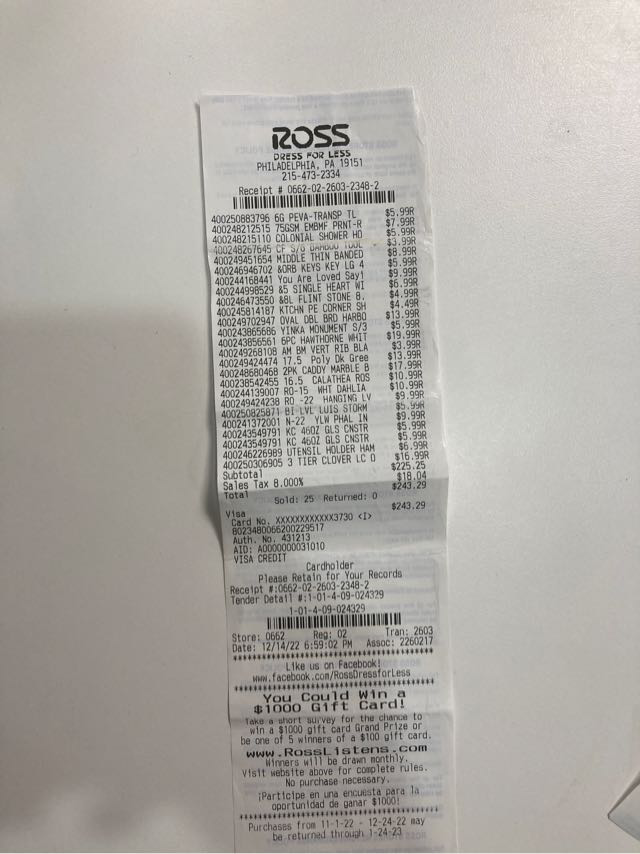 ROSS
DRESS FOR LESS
PHILADELPHIA, PA 19151
215-473-2334
Receipt # 0662-02-2603-2348-2
400250883796 6G PEVA-TRANSP TL $5.99R
400248212515 75GSM EMBMF PRNT-R $7.99R
400248215110 COLONIAL SHOWER HO $5.99R
400248267645 CF S/6 BAMBOO TOOL $3.99R
400249451654 MIDDLE THIN BANDED $8.99R
400246946702 &ORB KEYS KEY LG 4 $5.99R
400244168441 You Are Loved Say! $9.99R
400244998529 &5 SINGLE HEART WI $6.99R
400246473550 &8L FLINT STONE 8. $4.99R
400245814187 KTCHN PE CORNER SH $4.49R
400249702947 OVAL DBL BRD HARBO $13.99R
400243865686 YINKA MONUMENT S/3 $5.99R
400243856561 6PC HAWTHORNE WHIT $19.99R
400249268108 AM BM VERT RIB BLA $3.99R
400249424474 17.5 Poly Dk Gree $13.99R
400248680468 2PK CADDY MARBLE B $17.99R
400238542455 16.5 CALATHEA ROS $10.99R
400244139007 RO-15 WHT DAHLIA $10.99R
400249424238 RO -22 HANGING LV $9.99R
400250825871 BI-LVL LUIS STORM $5.99R
400241372001 N-22 YLW PHAL IN $9.99R
400243549791 KC 46OZ GLS CNSTR $5.99R
400243549791 KC 46OZ GLS CNSTR $5.99R
400246226989 UTENSIL HOLDER HAM $6.99R
400250306905 3 TIER CLOVER LC O $16.99R
Subtotal $225.25
Sales Tax 8.000% $18.04
Total $243.29
Sold: 25 Returned: 0
Visa $243.29
Card No. XXXXXXXXXXXX3730 <I>
8023480066200229517
Auth. No. 431213
AID: A0000000031010
VISA CREDIT
Cardholder
Please Retain for Your Records
Receipt #:0662-02-2603-2348-2
Tender Detail #:1-01-4-09-024329
1-01-4-09-024329
Store: 0662 Reg: 02 Tran: 2603
Date: 12/14/22 6:59:02 PM Assoc: 2260217
Like us on Facebook!
www.facebook.com/RossDressforLess
You Could Win a
$1000 Gift Card!
Take a short survey for the chance to
win a $1000 gift card Grand Prize or
be one of 5 winners of a $100 gift card.
www.RossListens.com
Winners will be drawn monthly.
Visit website above for complete rules.
No purchase necessary.
¡Participe en una encuesta para la
oportunidad de ganar $1000!
Purchases from 11-1-22 - 12-24-22 may
be returned through 1-24-23